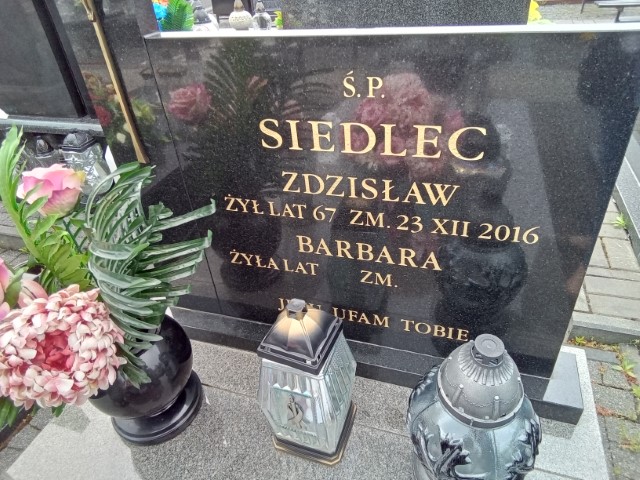 Ś.P.
SIEDLEC
ZDZISŁAW
ŻYŁ LAT 67 ZM. 23 XII 2016
BARBARA
ŻYŁA LAT ZM.
UFAM TOBIE